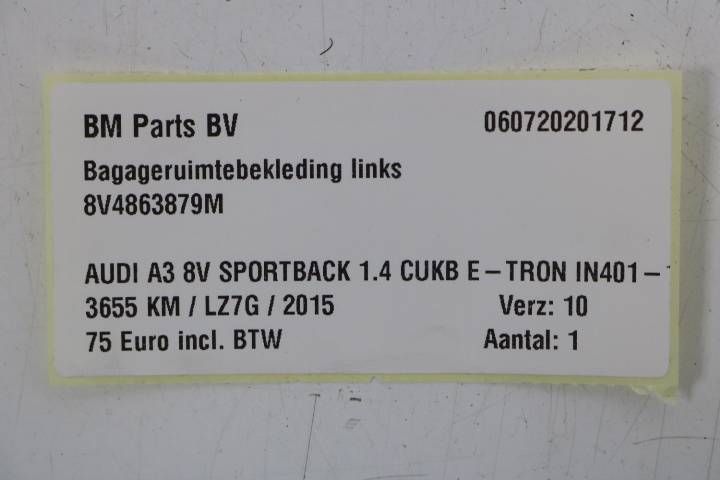 BM Parts BV 060720201712
Bagageruimtebekleding links
8V4863879M
AUDI A3 8V SPORTBACK 1.4 CUKB E-TRON IN401-
3655 KM / LZ7G / 2015 Verz: 10
75 Euro incl. BTW Aantal: 1